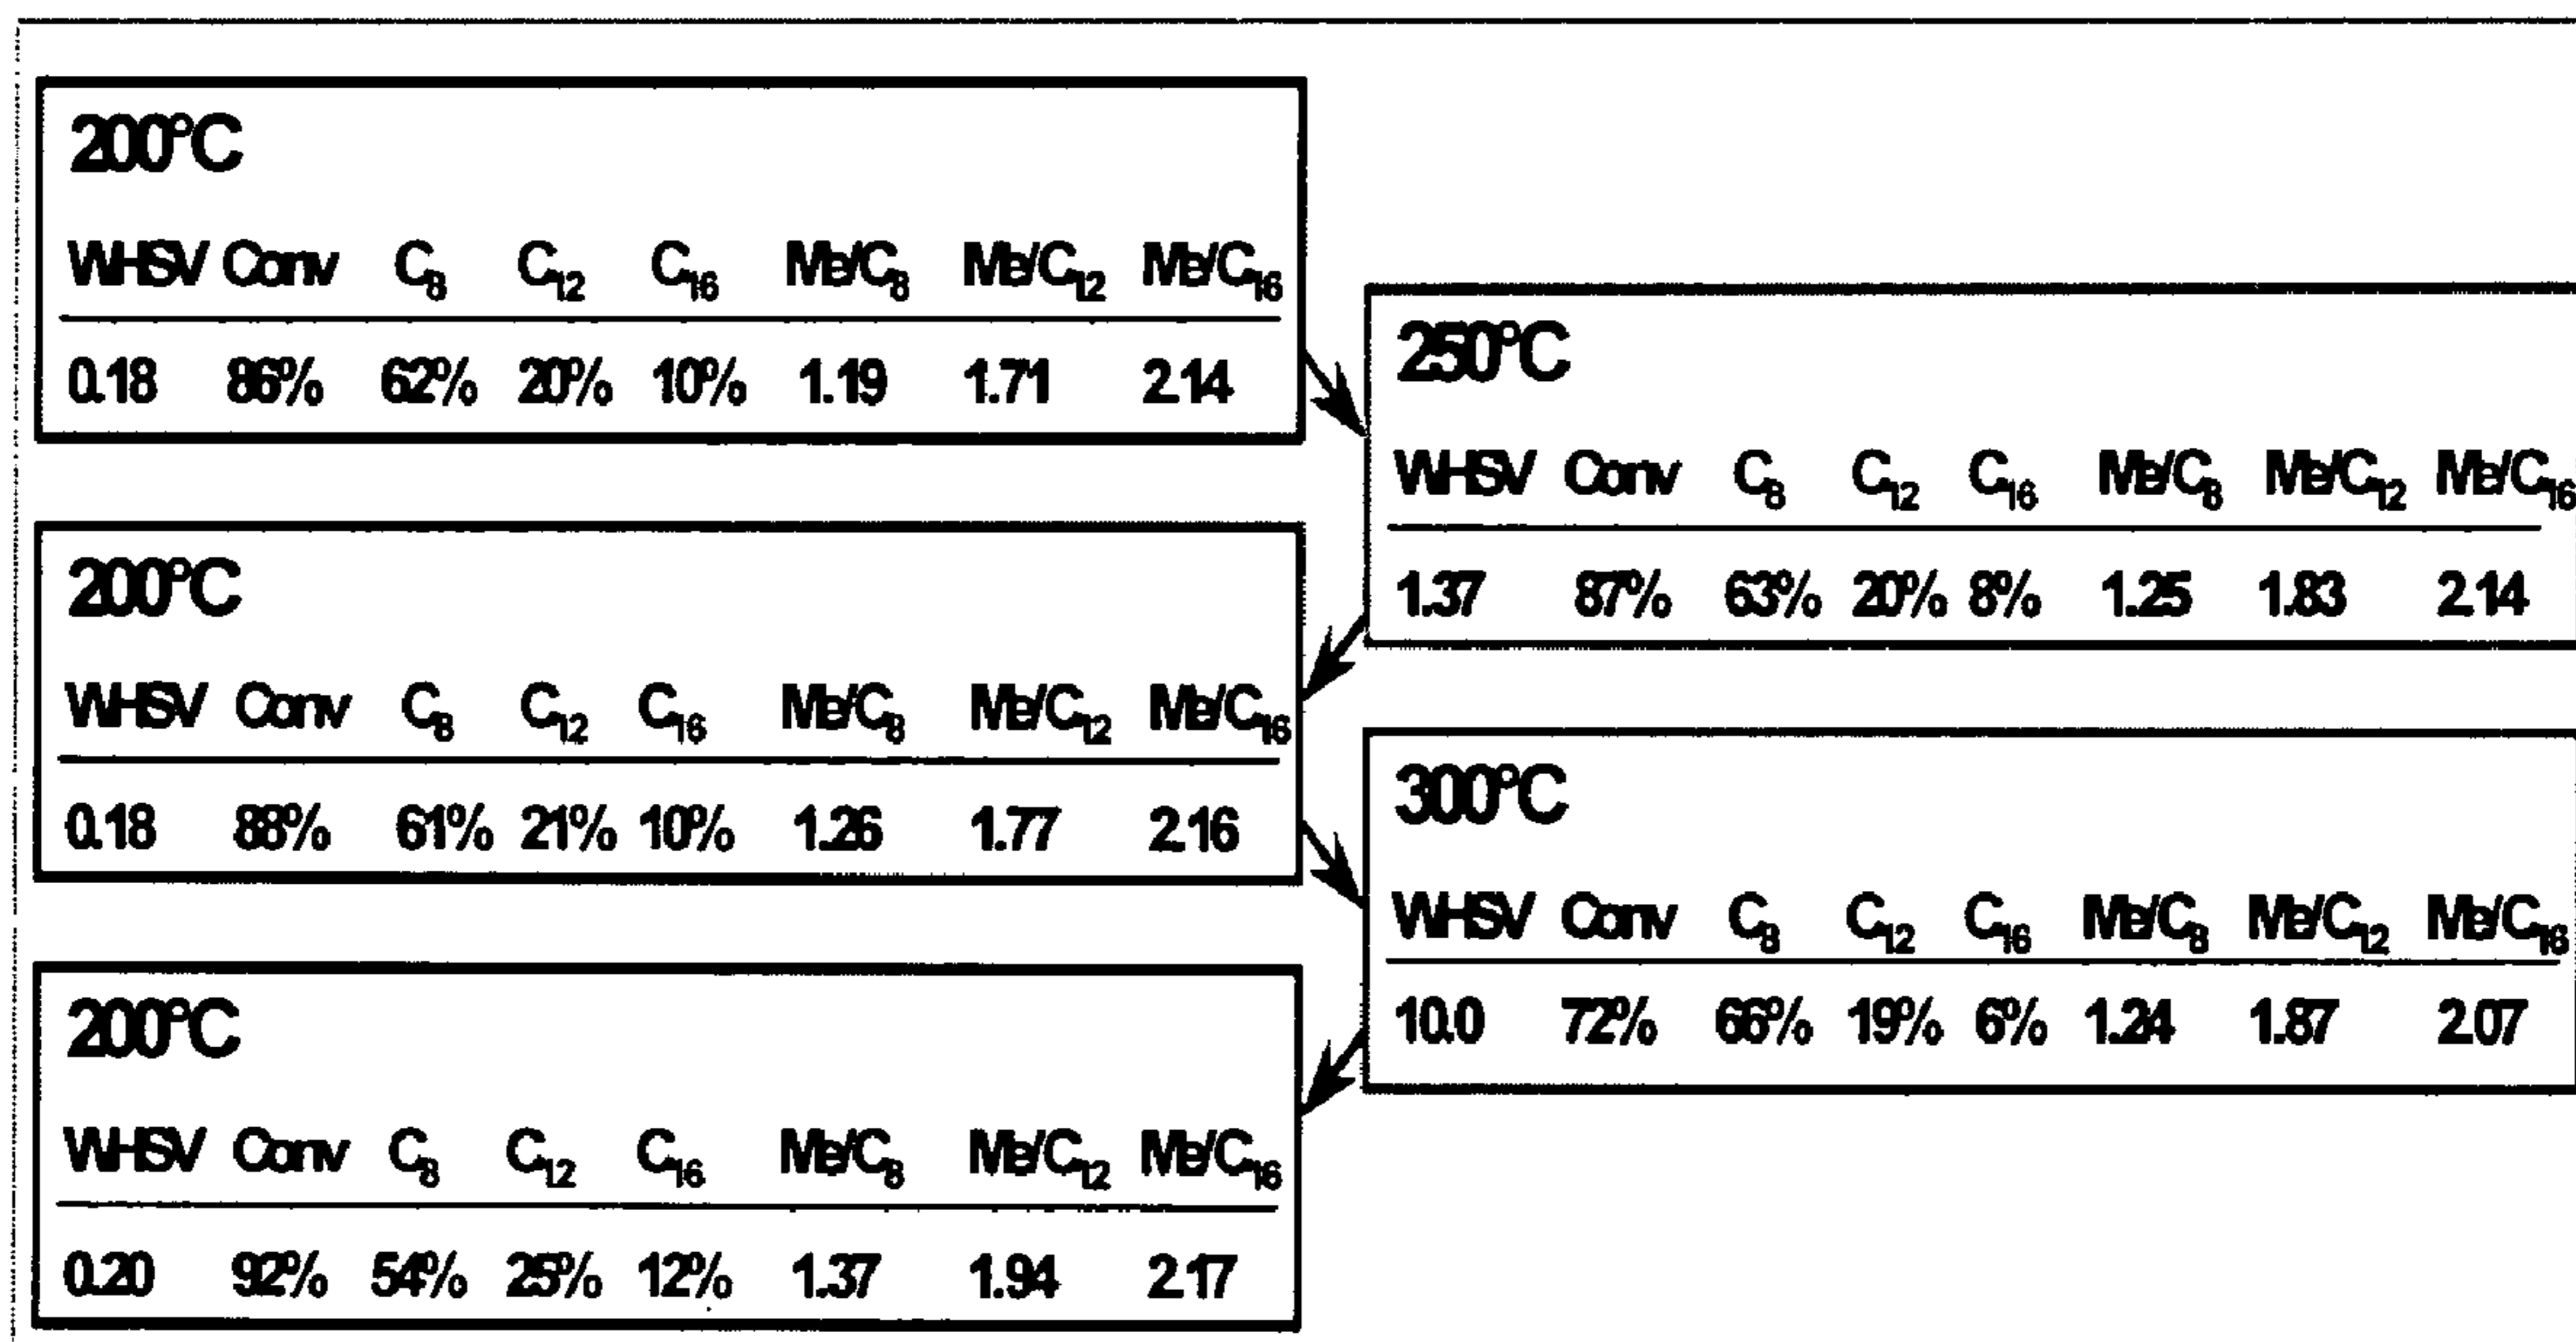 200°C
WHSV Conv C₈ C₁₂ C₁₆ Me/C₈ Me/C₁₂ Me/C₁₆
0.18 86% 62% 20% 10% 1.19 1.71 2.14
250°C
WHSV Conv C₈ C₁₂ C₁₆ Me/C₈ Me/C₁₂ Me/C₁₆
1.37 87% 63% 20% 8% 1.25 1.83 2.14
200°C
WHSV Conv C₈ C₁₂ C₁₆ Me/C₈ Me/C₁₂ Me/C₁₆
0.18 88% 61% 21% 10% 1.26 1.77 2.16
300°C
WHSV Conv C₈ C₁₂ C₁₆ Me/C₈ Me/C₁₂ Me/C₁₆
10.0 72% 66% 19% 6% 1.24 1.87 2.07
200°C
WHSV Conv C₈ C₁₂ C₁₆ Me/C₈ Me/C₁₂ Me/C₁₆
0.20 92% 54% 25% 12% 1.37 1.94 2.17